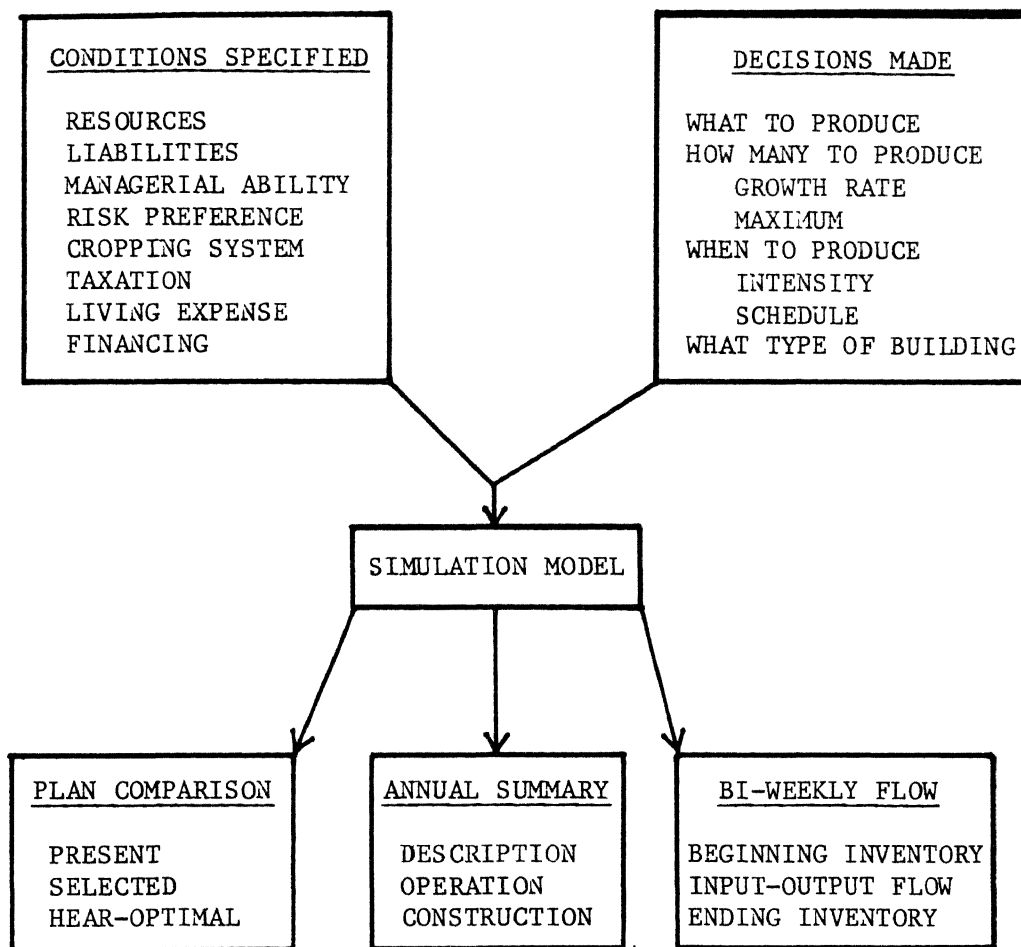 CONDITIONS SPECIFIED
RESOURCES
LIABILITIES
MANAGERIAL ABILITY
RISK PREFERENCE
CROPPING SYSTEM
TAXATION
LIVING EXPENSE
FINANCING
DECISIONS MADE
WHAT TO PRODUCE
HOW MANY TO PRODUCE
GROWTH RATE
MAXIMUM
WHEN TO PRODUCE
INTENSITY
SCHEDULE
WHAT TYPE OF BUILDING
SIMULATION MODEL
PLAN COMPARISON
PRESENT
SELECTED
HEAR-OPTIMAL
ANNUAL SUMMARY
DESCRIPTION
OPERATION
CONSTRUCTION
BI-WEEKLY FLOW
BEGINNING INVENTORY
INPUT-OUTPUT FLOW
ENDING INVENTORY